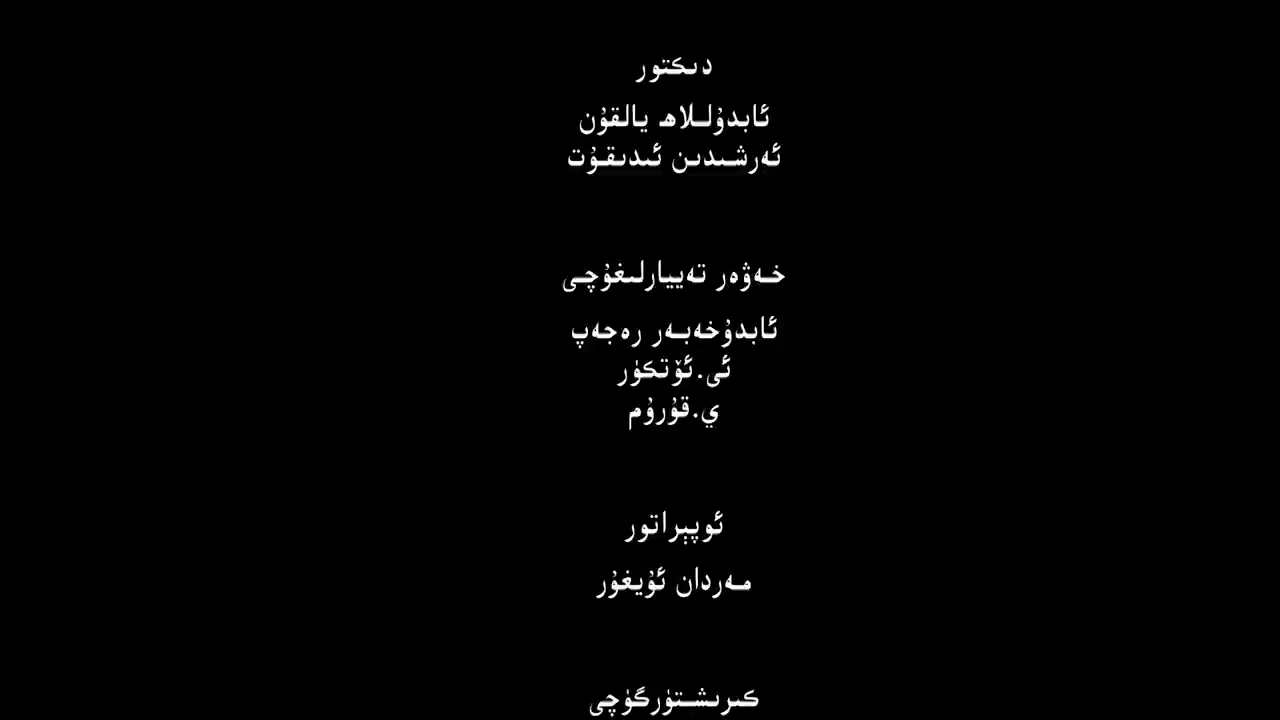 دىكتور
ئابدۇللاھ يالقۇن
ئەرشىدىن ئىدىقۇت
خەۋەر تەييارلىغۇچى
ئابدۇخەبەر رەجەپ
ئى.ئۆتكۈر
ي.قۇرۇم
ئوپېراتور
مەردان ئۇيغۇر
كىرىشتۈرگۈچى